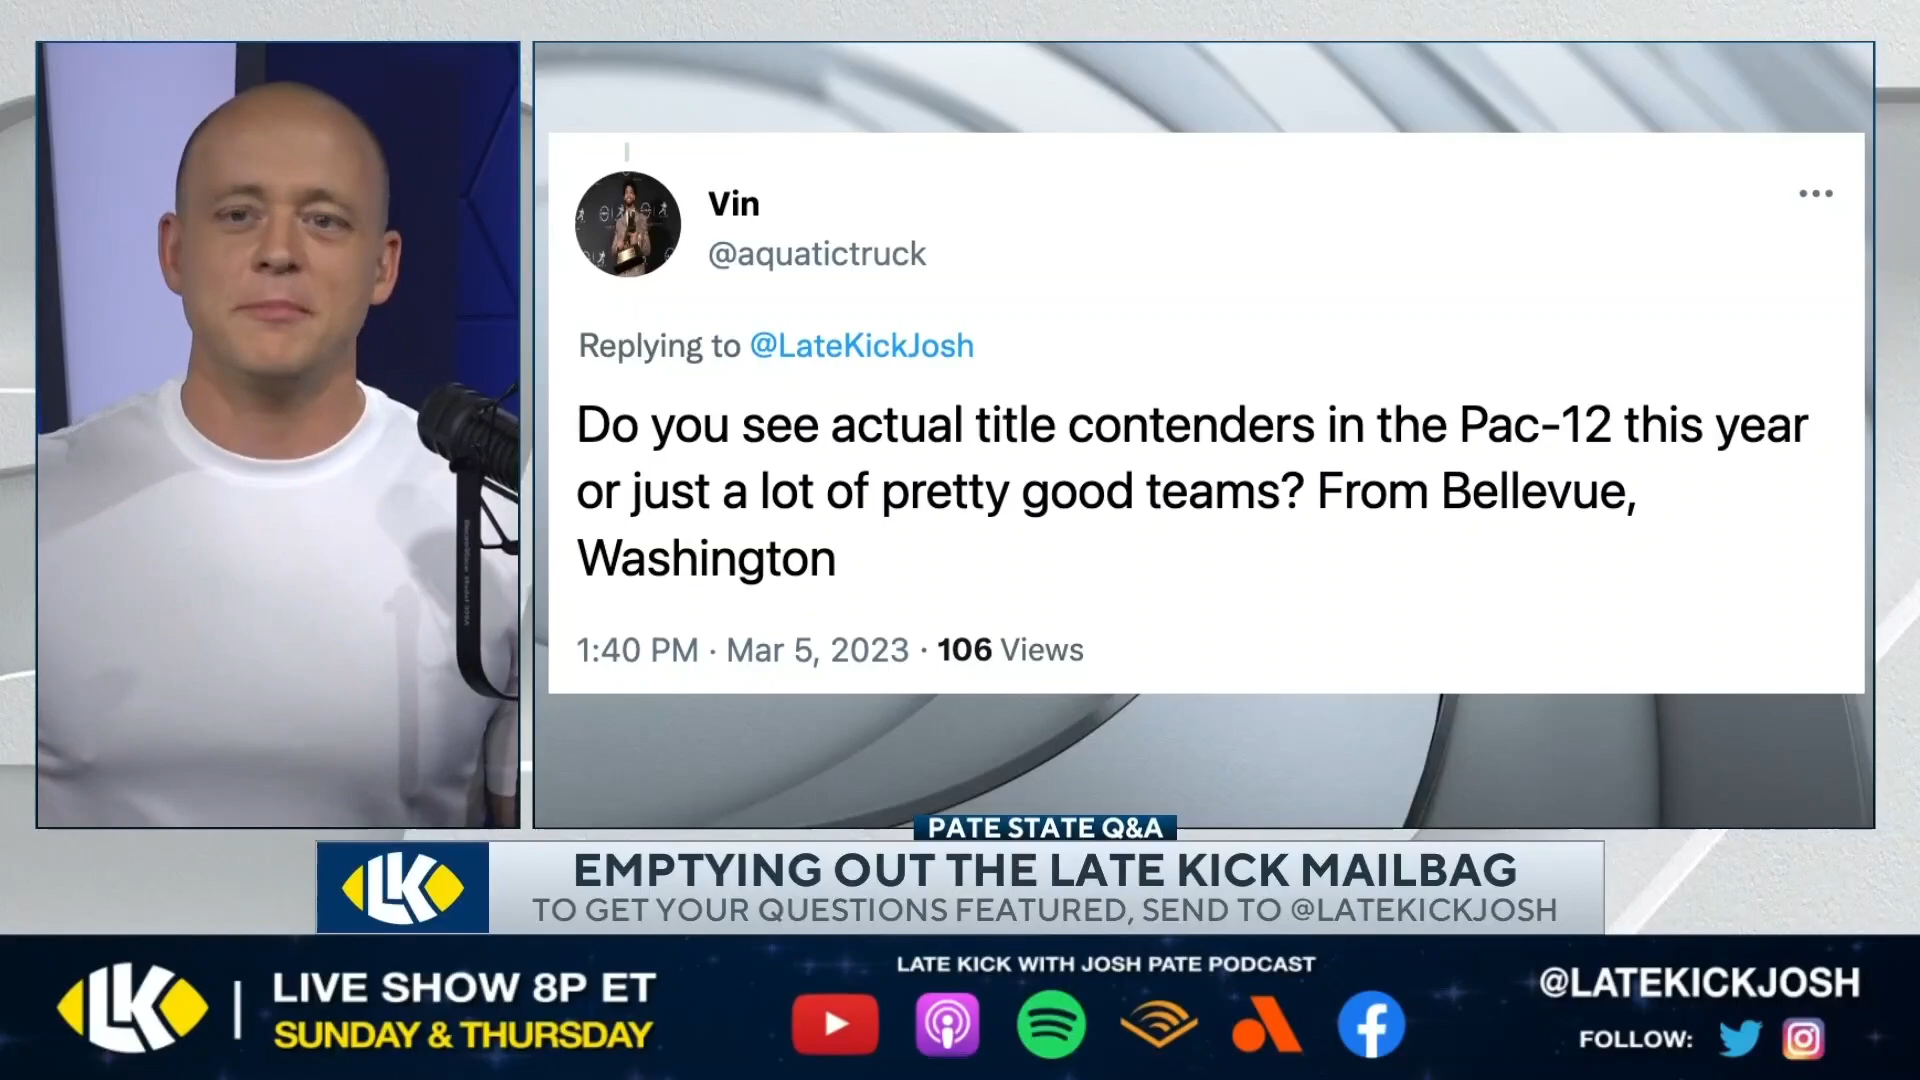 Vin
@aquatictruck
Replying to @LateKickJosh
Do you see actual title contenders in the Pac-12 this year
or just a lot of pretty good teams? From Bellevue,
Washington
1:40 PM · Mar 5, 2023 · 106 Views
PATE STATE Q&A
LK
EMPTYING OUT THE LATE KICK MAILBAG
TO GET YOUR QUESTIONS FEATURED, SEND TO @LATEKICKJOSH
LK
LIVE SHOW 8P ET
SUNDAY & THURSDAY
LATE KICK WITH JOSH PATE PODCAST
@LATEKICKJOSH
FOLLOW: